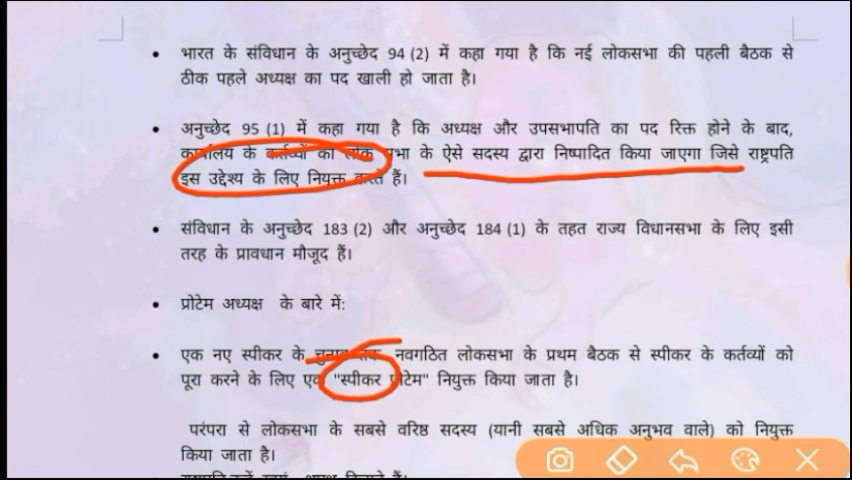 भारत के संविधान के अनुच्छेद 94 (2) में कहा गया है कि नई लोकसभा की पहली बैठक से
ठीक पहले अध्यक्ष का पद खाली हो जाता है।
अनुच्छेद 95 (1) में कहा गया है कि अध्यक्ष और उपसभापति का पद रिक्त होने के बाद,
कार्यालय के कर्तव्यों को लोक सभा के ऐसे सदस्य द्वारा निष्पादित किया जाएगा जिसे राष्ट्रपति
इस उद्देश्य के लिए नियुक्त करते हैं।
संविधान के अनुच्छेद 183 (2) और अनुच्छेद 184 (1) के तहत राज्य विधानसभा के लिए इसी
तरह के प्रावधान मौजूद हैं।
प्रोटेम अध्यक्ष के बारे में:
एक नए स्पीकर के चुनाव तक नवगठित लोकसभा के प्रथम बैठक से स्पीकर के कर्तव्यों को
पूरा करने के लिए एक "स्पीकर प्रोटेम" नियुक्त किया जाता है।
परंपरा से लोकसभा के सबसे वरिष्ठ सदस्य (यानी सबसे अधिक अनुभव वाले) को नियुक्त
किया जाता है।